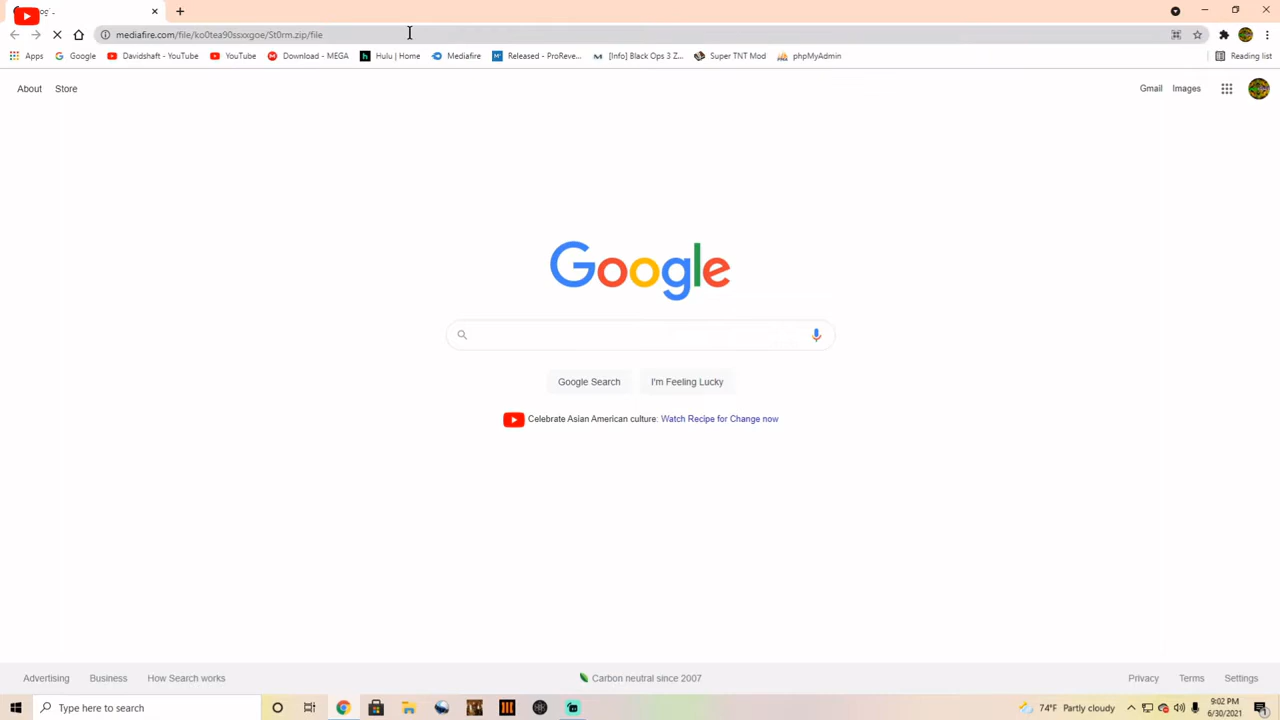 mediafire.com/file/ko0tea90ssxxgoe/St0rm.zip/file
Apps Google Davidshaft - YouTube YouTube Download - MEGA Hulu | Home Mediafire Released - ProReve... [Info] Black Ops 3 Z... Super TNT Mod phpMyAdmin Reading list
About Store Gmail Images
Google
Google Search I'm Feeling Lucky
Celebrate Asian American culture: Watch Recipe for Change now
Advertising Business How Search works Carbon neutral since 2007 Privacy Terms Settings
Type here to search 74°F Partly cloudy 9:02 PM
6/30/2021